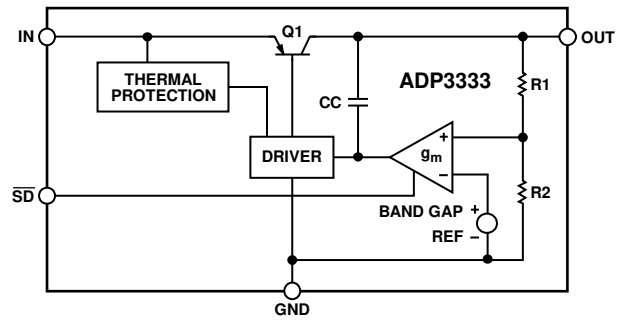 IN
Q1
OUT
THERMAL
PROTECTION
CC
ADP3333
R1
DRIVER
+
gm
–
SD
R2
BAND GAP +
REF –
GND